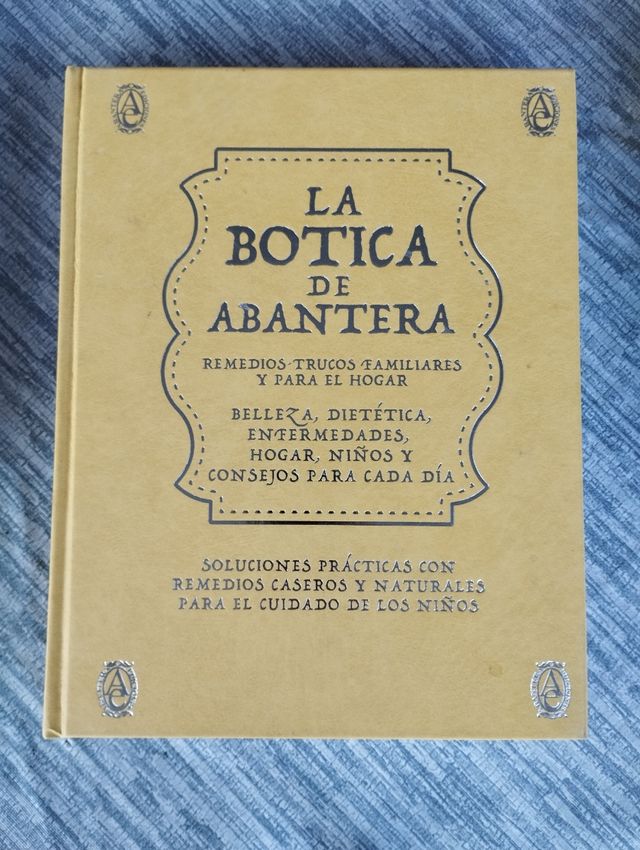 LA
BOTICA
DE
ABANTERA
REMEDIOS-TRUCOS FAMILIARES
Y PARA EL HOGAR
BELLEZA, DIETÉTICA,
ENFERMEDADES,
HOGAR, NIÑOS Y
CONSEJOS PARA CADA DÍA
SOLUCIONES PRÁCTICAS CON
REMEDIOS CASEROS Y NATURALES
PARA EL CUIDADO DE LOS NIÑOS